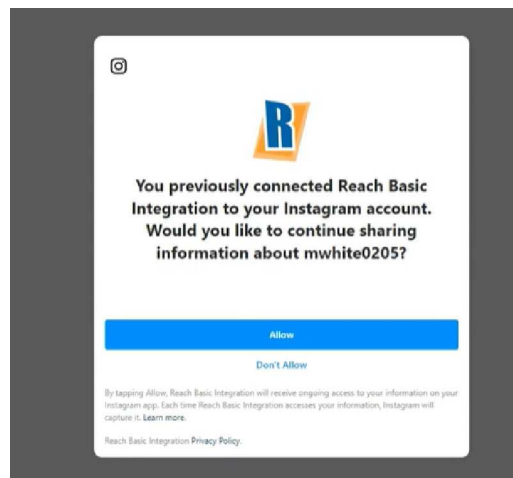 R
You previously connected Reach Basic
Integration to your Instagram account.
Would you like to continue sharing
information about mwhite0205?
Allow
Don't Allow
By tapping Allow, Reach Basic Integration will receive ongoing access to your information on your
Instagram app. Each time Reach Basic Integration accesses your information, Instagram will
capture it. Learn more.
Reach Basic Integration Privacy Policy.